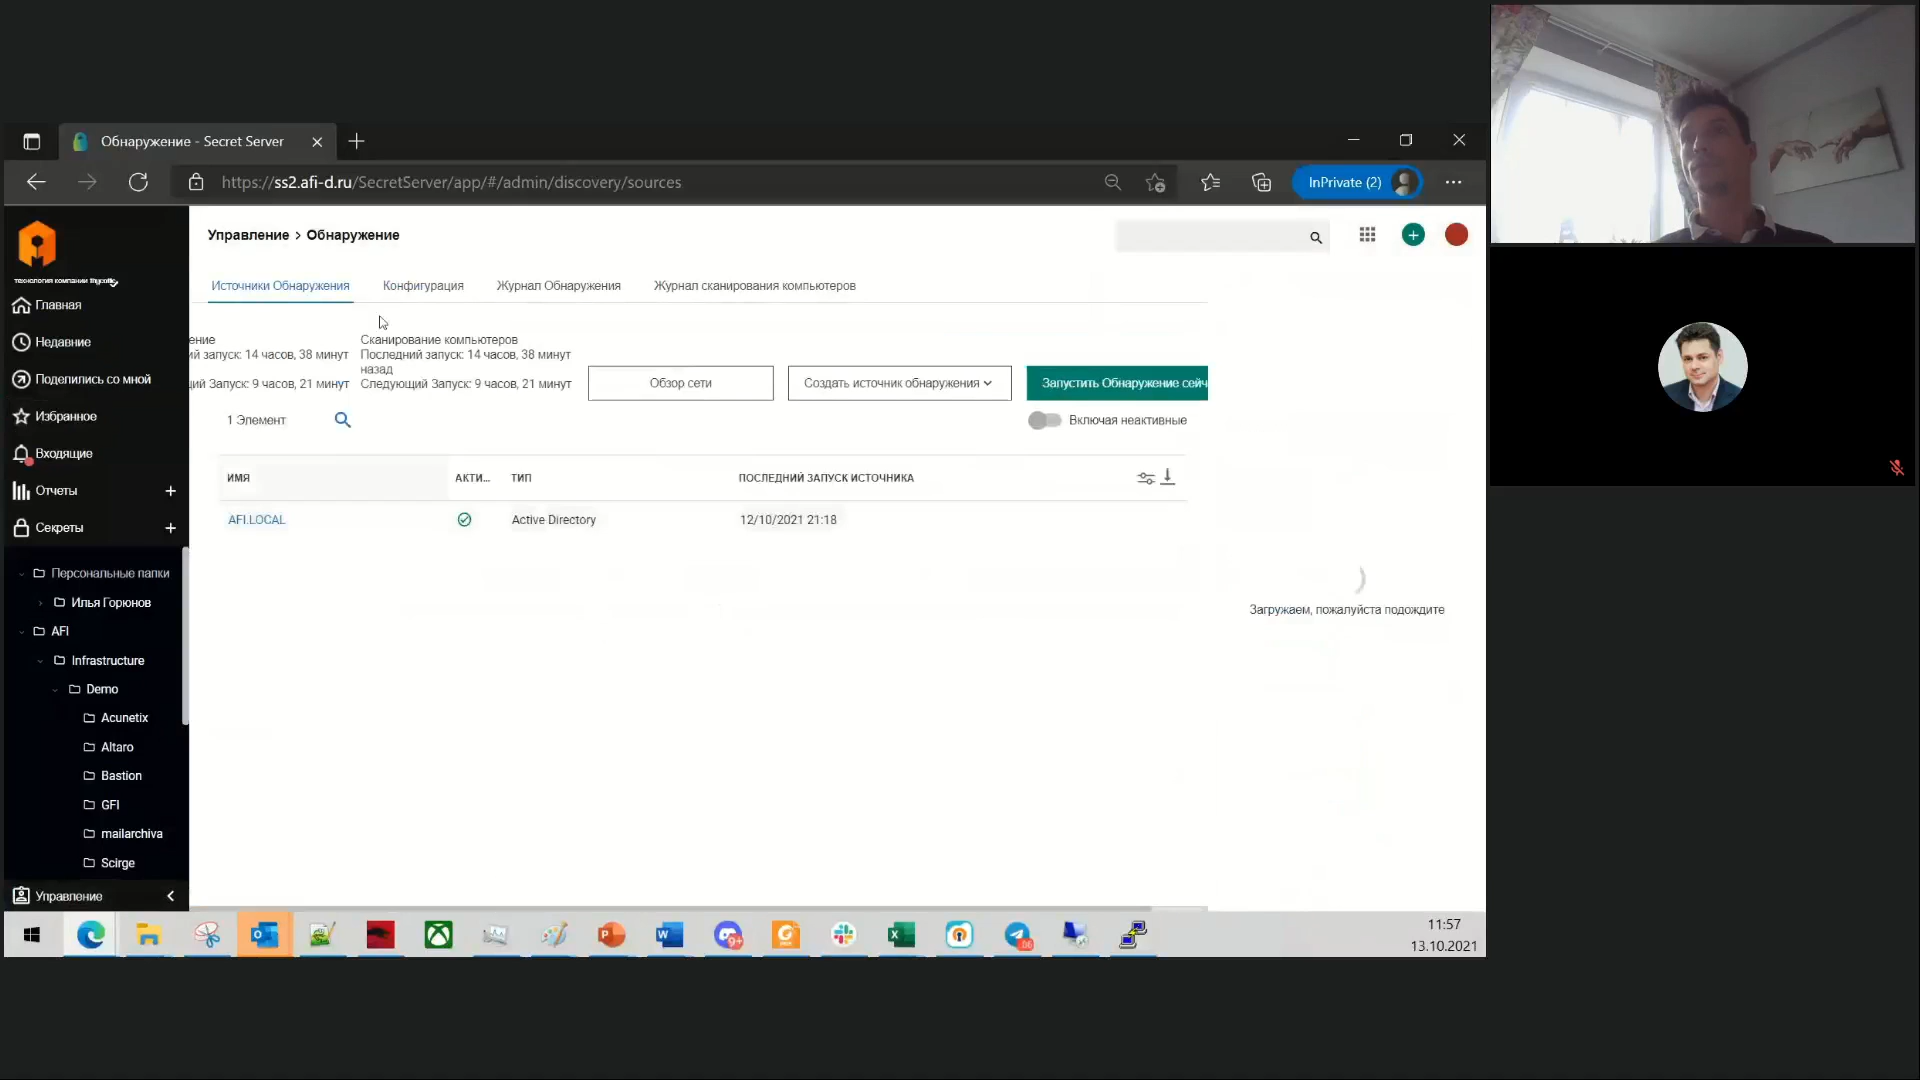 Обнаружение - Secret Server
https://ss2.afi-d.ru/SecretServer/app/#/admin/discovery/sources
InPrivate (2)
технология компании thycotic
Управление > Обнаружение
Источники Обнаружения
Конфигурация
Журнал Обнаружения
Журнал сканирования компьютеров
Главная
Недавние
Поделились со мной
Избранное
Входящие
Отчеты
Секреты
Персональные папки
Илья Горюнов
AFI
Infrastructure
Demo
Acunetix
Altaro
Bastion
GFI
mailarchiva
Scirge
Управление
ение
ий запуск: 14 часов, 38 минут
ций Запуск: 9 часов, 21 минут
Сканирование компьютеров
Последний запуск: 14 часов, 38 минут
назад
Следующий Запуск: 9 часов, 21 минут
Обзор сети
Создать источник обнаружения
Запустить Обнаружение сейч
1 Элемент
Включая неактивные
ИМЯ
АКТИ...
ТИП
ПОСЛЕДНИЙ ЗАПУСК ИСТОЧНИКА
AFI.LOCAL
Active Directory
12/10/2021 21:18
Загружаем, пожалуйста подождите
11:57
13.10.2021